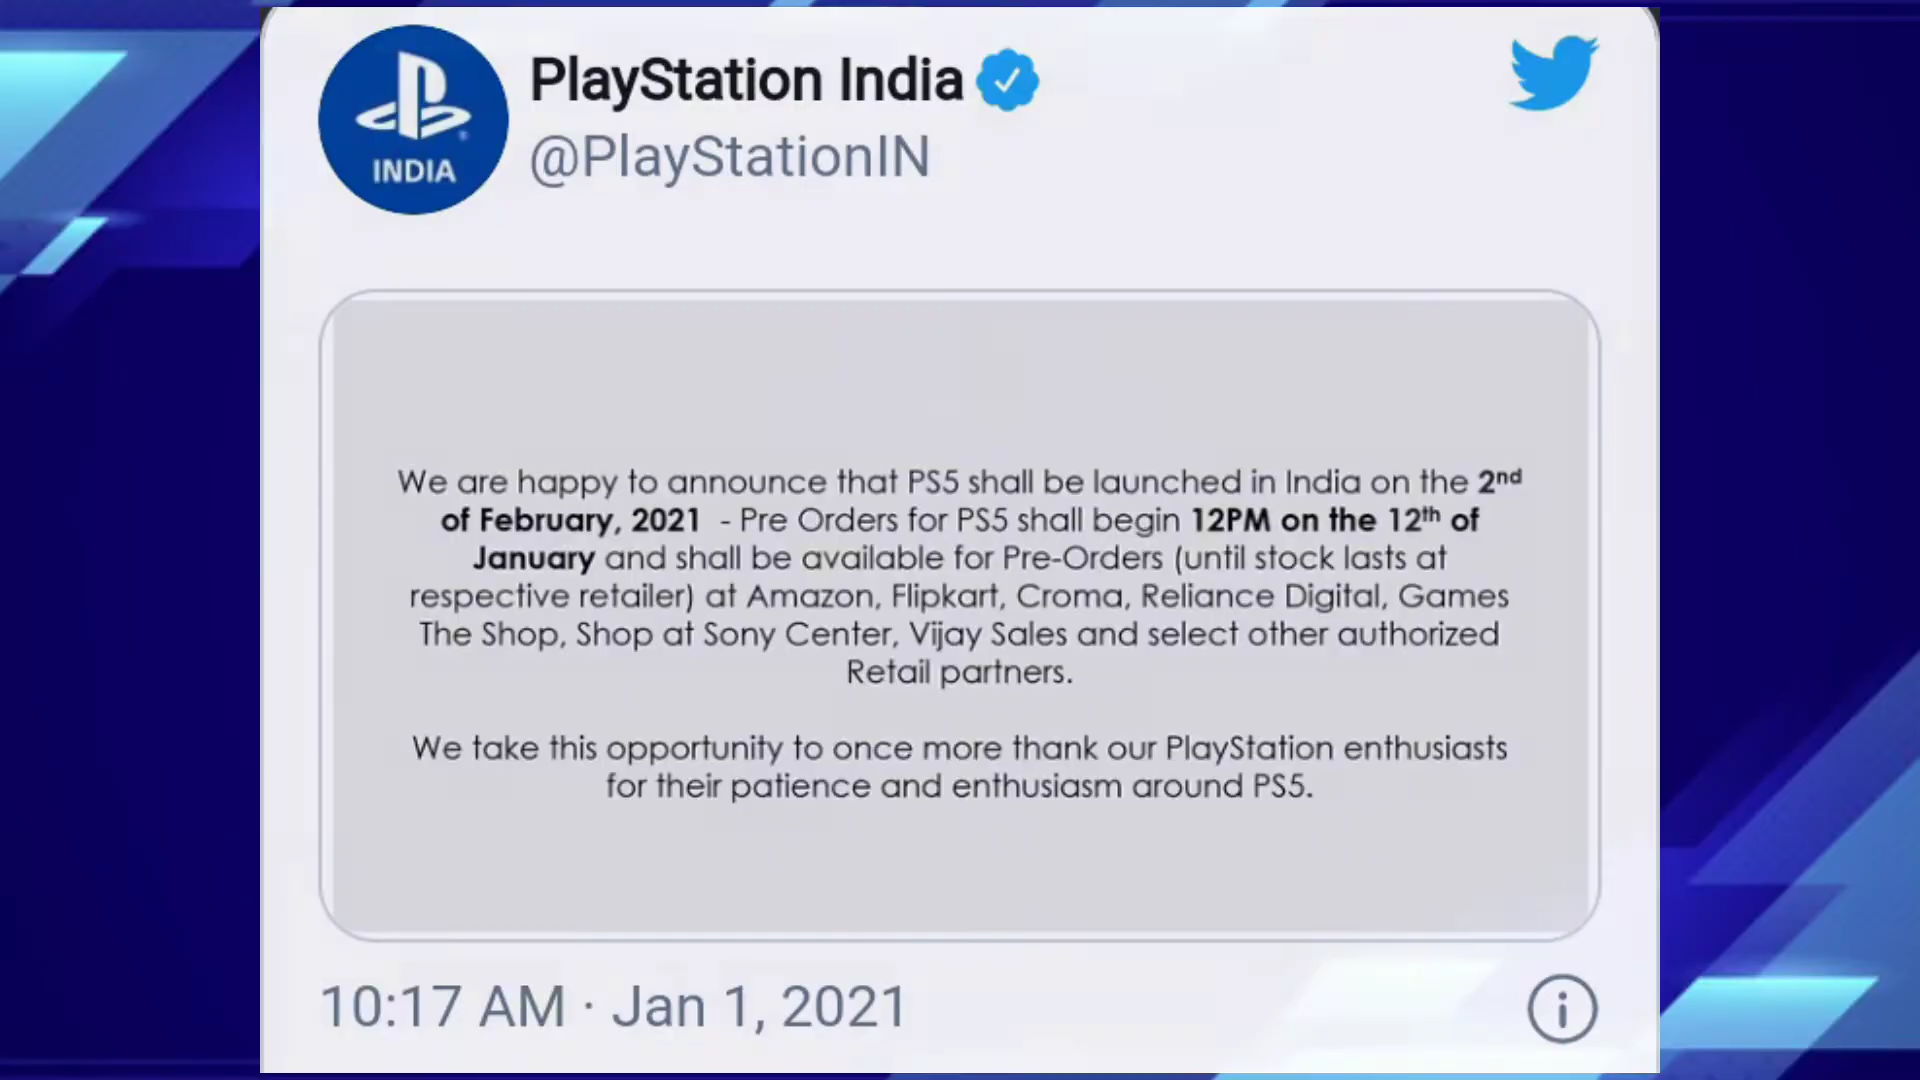 PlayStation India
@PlayStationIN
INDIA
We are happy to announce that PS5 shall be launched in India on the 2nd
of February, 2021 - Pre Orders for PS5 shall begin 12PM on the 12th of
January and shall be available for Pre-Orders (until stock lasts at
respective retailer) at Amazon, Flipkart, Croma, Reliance Digital, Games
The Shop, Shop at Sony Center, Vijay Sales and select other authorized
Retail partners.
We take this opportunity to once more thank our PlayStation enthusiasts
for their patience and enthusiasm around PS5.
10:17 AM · Jan 1, 2021